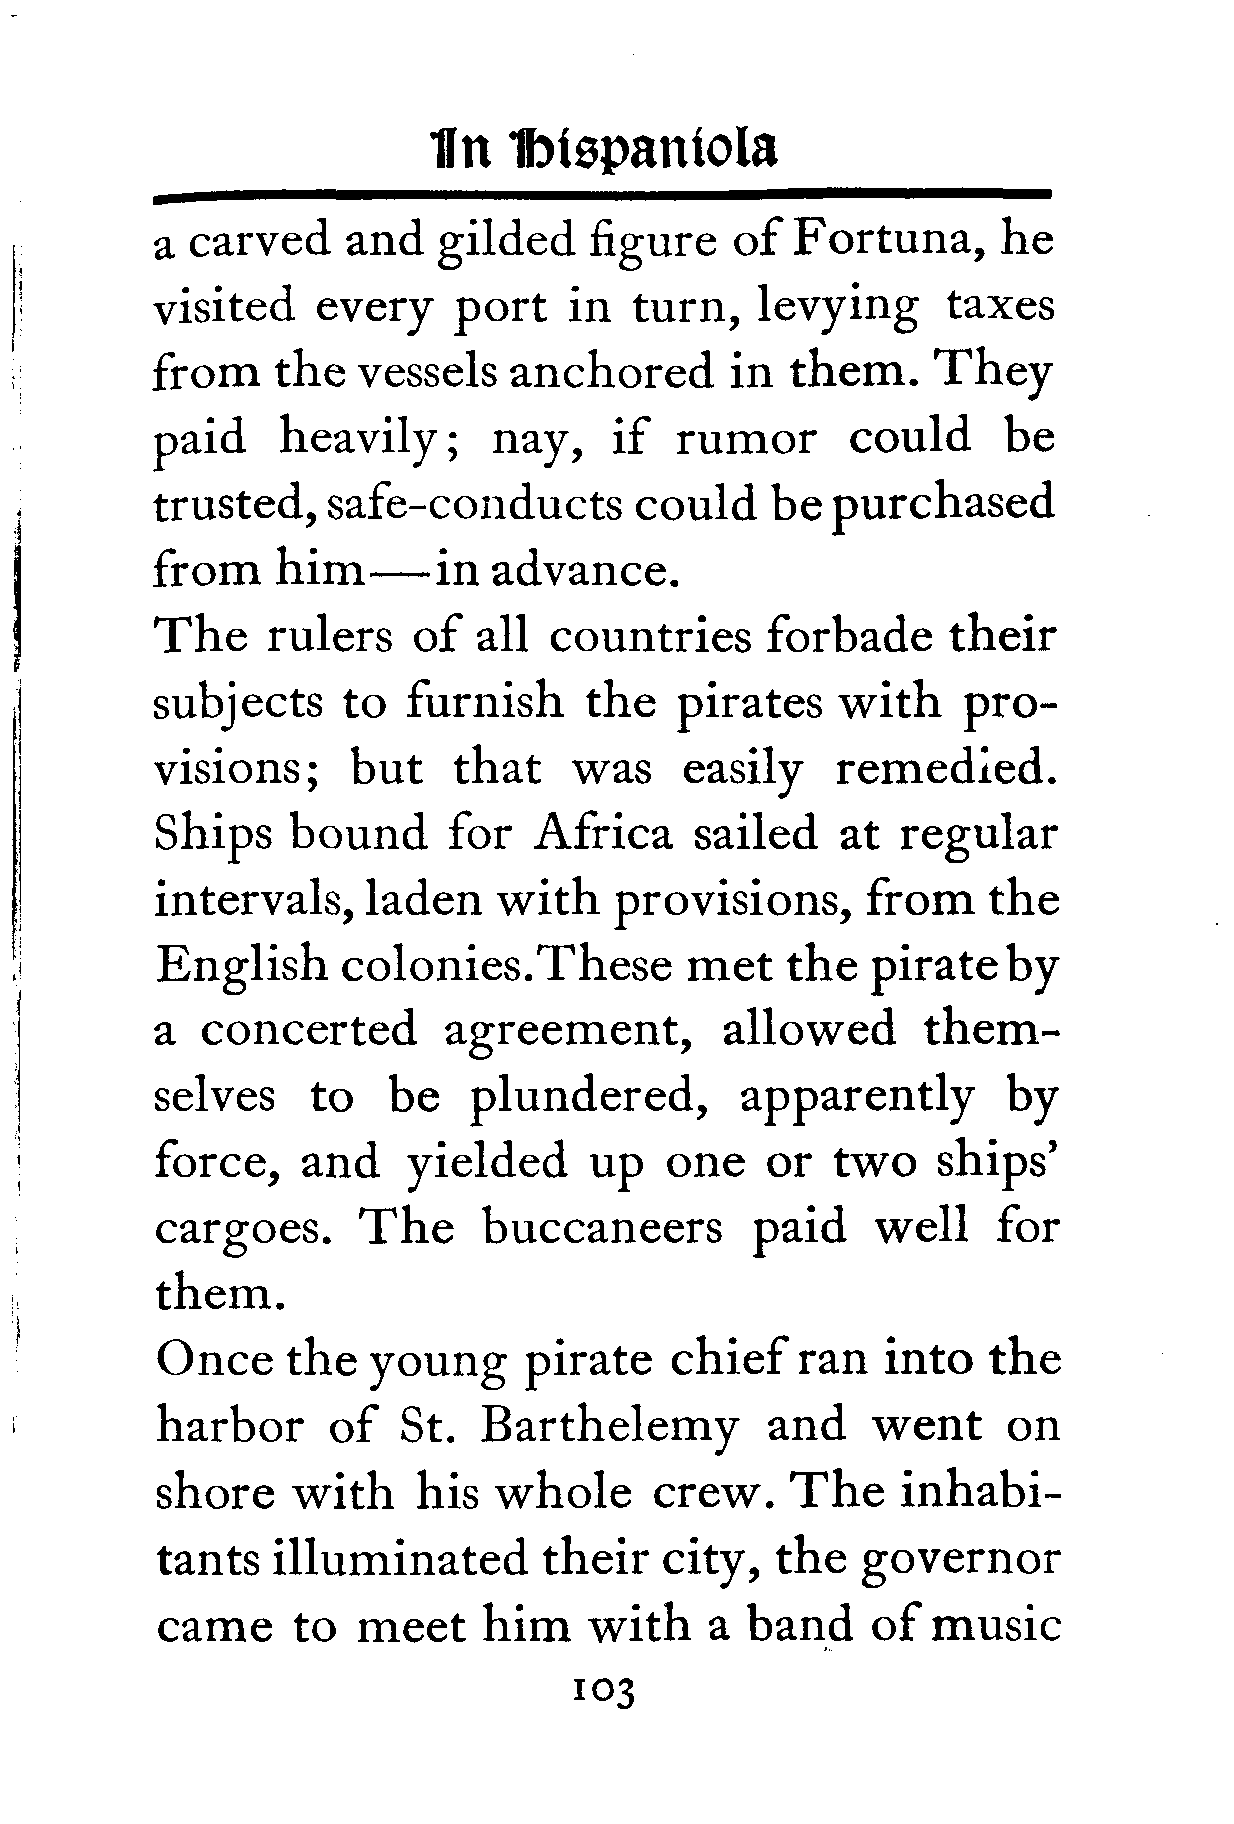 In Hispaniola
a carved and gilded figure of Fortuna, he
visited every port in turn, levying taxes
from the vessels anchored in them. They
paid heavily; nay, if rumor could be
trusted, safe-conducts could be purchased
from him—in advance.
The rulers of all countries forbade their
subjects to furnish the pirates with pro-
visions; but that was easily remedied.
Ships bound for Africa sailed at regular
intervals, laden with provisions, from the
English colonies. These met the pirate by
a concerted agreement, allowed them-
selves to be plundered, apparently by
force, and yielded up one or two ships'
cargoes. The buccaneers paid well for
them.
Once the young pirate chief ran into the
harbor of St. Barthelemy and went on
shore with his whole crew. The inhabi-
tants illuminated their city, the governor
came to meet him with a band of music
103